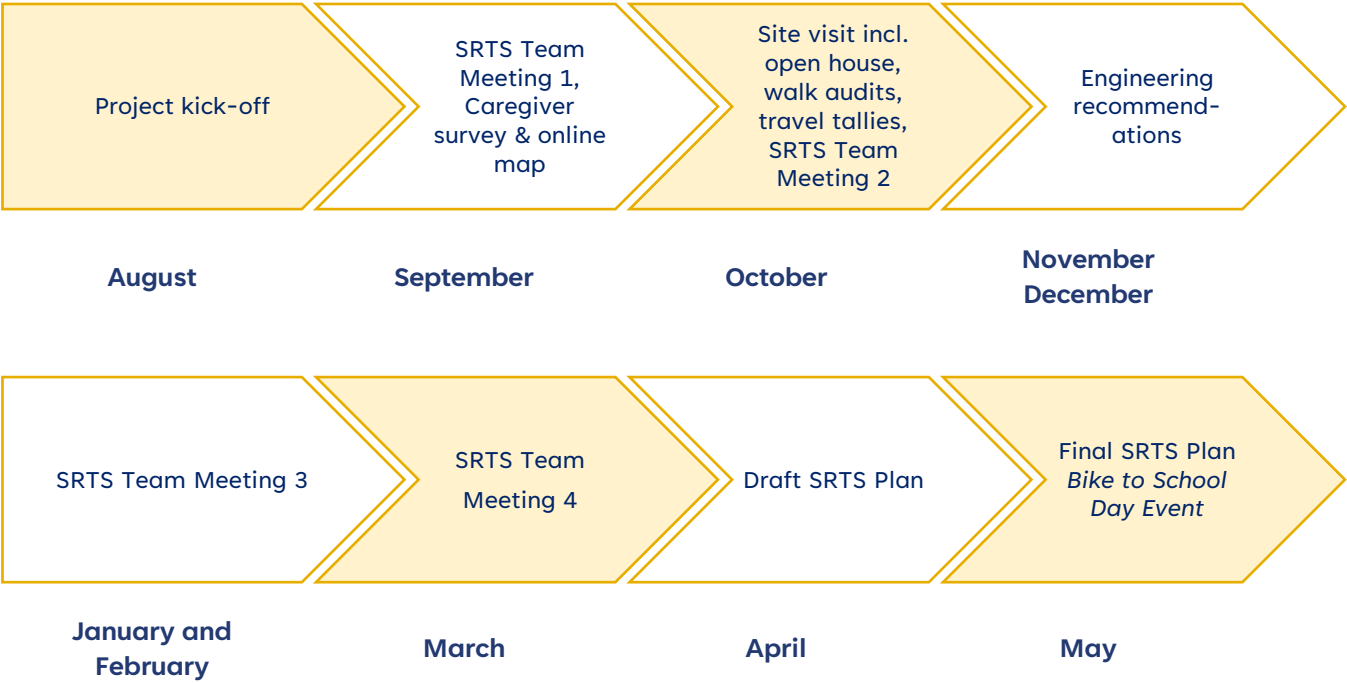 Project kick-off
SRTS Team
Meeting 1,
Caregiver
survey & online
map
Site visit incl.
open house,
walk audits,
travel tallies,
SRTS Team
Meeting 2
Engineering
recommend-
ations
August
September
October
November
December
SRTS Team Meeting 3
SRTS Team
Meeting 4
Draft SRTS Plan
Final SRTS Plan
Bike to School
Day Event
January and
February
March
April
May